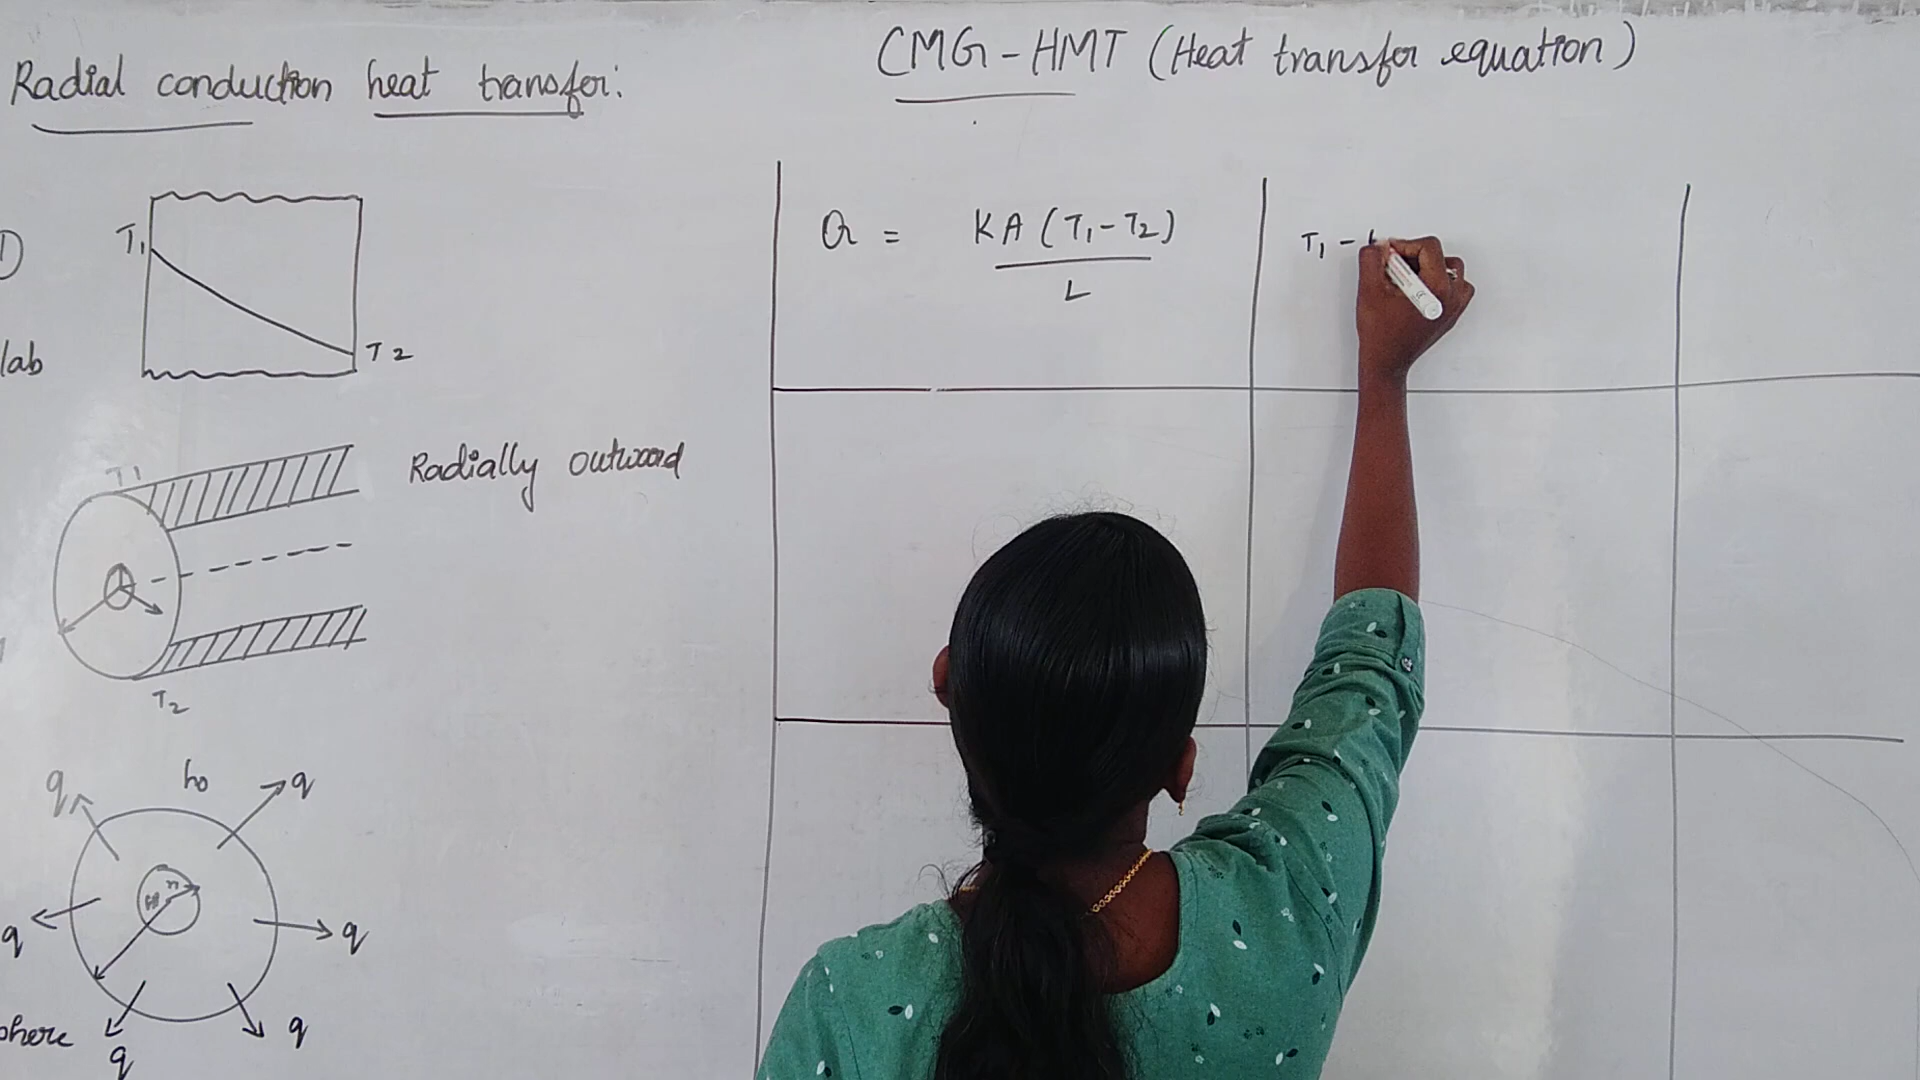 Radial conduction heat transfer:
CMG - HMT (Heat transfer equation)
1
T1
T2
lab
Q = KA (T1 - T2)
L
T1 -
T1
Radially outward
T2
q
ho
q
q
q
q
q
phere